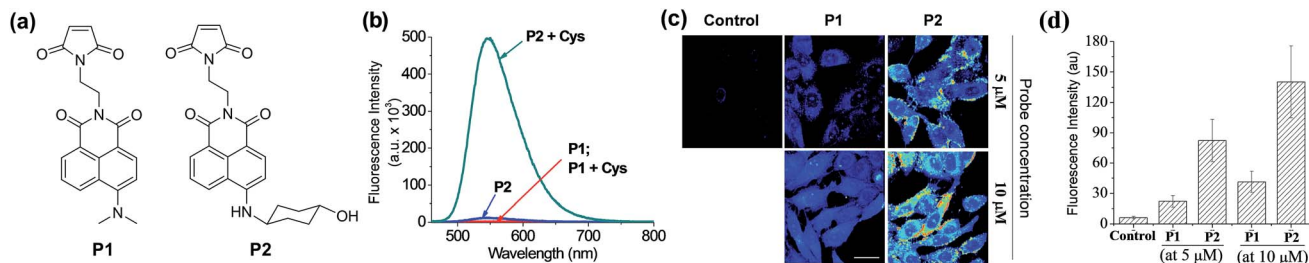 (a)
O
N
O
O
N
O
N
P1
O
N
O
O
N
O
HN
OH
P2
(b)
Fluorescence Intensity
(a.u. x 10³)
500
400
300
200
100
0
500
600
700
800
Wavelength (nm)
P2 + Cys
P1;
P1 + Cys
P2
(c)
Control
P1
P2
5 μM
10 μM
Probe concentration
(d)
Fluorescence Intensity (au)
180
150
120
90
60
30
0
Control
P1
P2
P1
P2
(at 5 μM)
(at 10 μM)